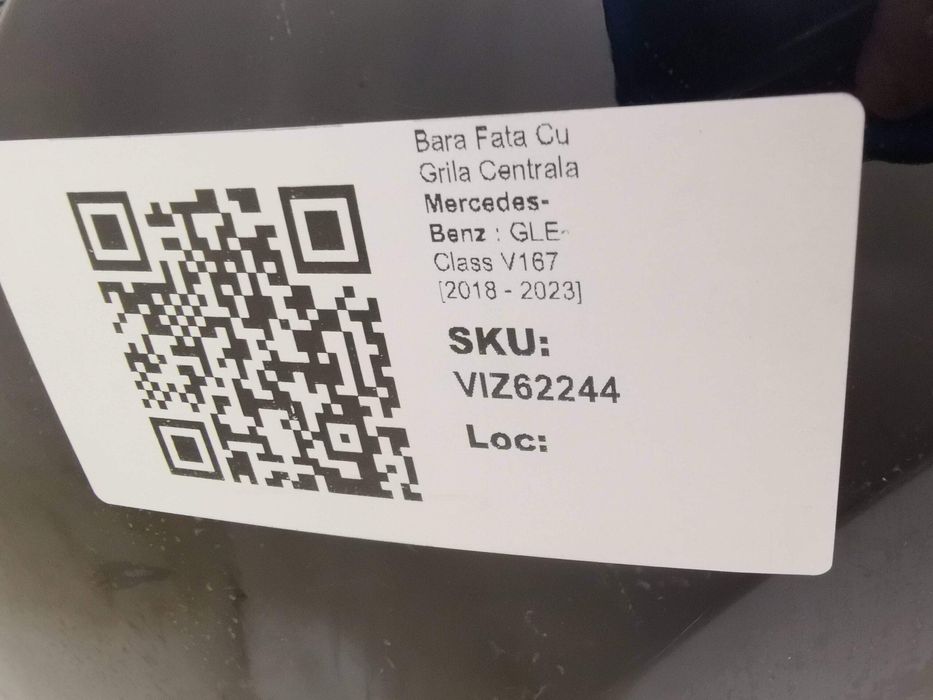 Bara Fata Cu
Grila Centrala
Mercedes-
Benz : GLE-
Class V167
[2018 - 2023]
SKU:
VIZ62244
Loc: